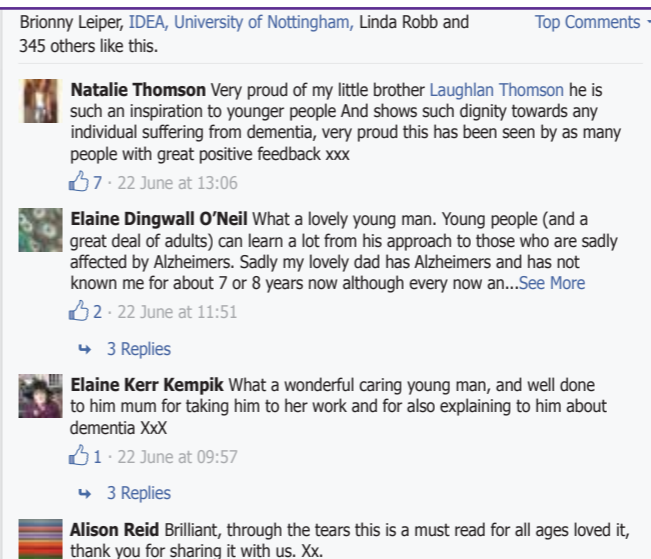 Brionny Leiper, IDEA, University of Nottingham, Linda Robb and
345 others like this.
Top Comments
Natalie Thomson Very proud of my little brother Laughlan Thomson he is
such an inspiration to younger people And shows such dignity towards any
individual suffering from dementia, very proud this has been seen by as many
people with great positive feedback xxx
7 · 22 June at 13:06
Elaine Dingwall O'Neil What a lovely young man. Young people (and a
great deal of adults) can learn a lot from his approach to those who are sadly
affected by Alzheimers. Sadly my lovely dad has Alzheimers and has not
known me for about 7 or 8 years now although every now an...See More
2 · 22 June at 11:51
3 Replies
Elaine Kerr Kempik What a wonderful caring young man, and well done
to him mum for taking him to her work and for also explaining to him about
dementia XxX
1 · 22 June at 09:57
3 Replies
Alison Reid Brilliant, through the tears this is a must read for all ages loved it,
thank you for sharing it with us. Xx.